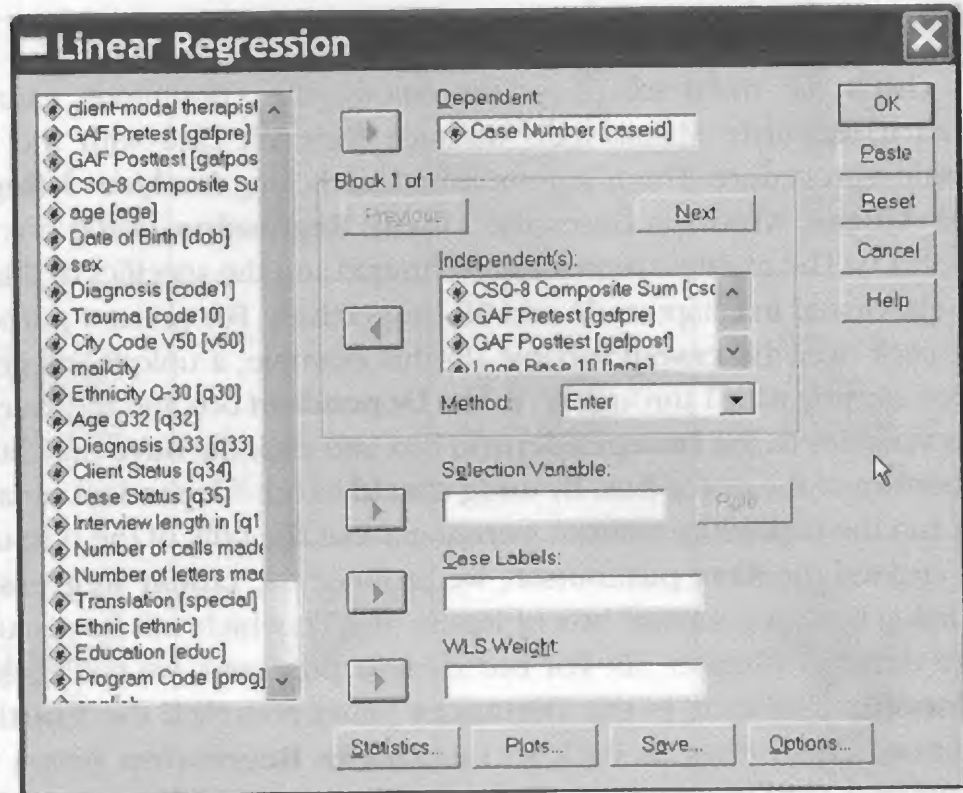 Linear Regression
client-modal therapist
GAF Pretest [gafpre]
GAF Posttest [gafpos
CSQ-8 Composite Su
age [age]
Date of Birth [dob]
sex
Diagnosis [code1]
Trauma [code10]
City Code V50 [v50]
mailcity
Ethnicity Q-30 [q30]
Age Q32 [q32]
Diagnosis Q33 [q33]
Client Status [q34]
Case Status [q35]
Interview length in [q1
Number of calls made
Number of letters mad
Translation [special]
Ethnic [ethnic]
Education [educ]
Program Code [prog]
english
Dependent:
Case Number [caseid]
Block 1 of 1
Previous
Next
Independent(s):
CSQ-8 Composite Sum [csq
GAF Pretest [gafpre]
GAF Posttest [gafpost]
Loge Base 10 [lage]
Method:
Enter
Selection Variable:
Rule
Case Labels:
WLS Weight:
Statistics...
Plots...
Save...
Options...
OK
Paste
Reset
Cancel
Help